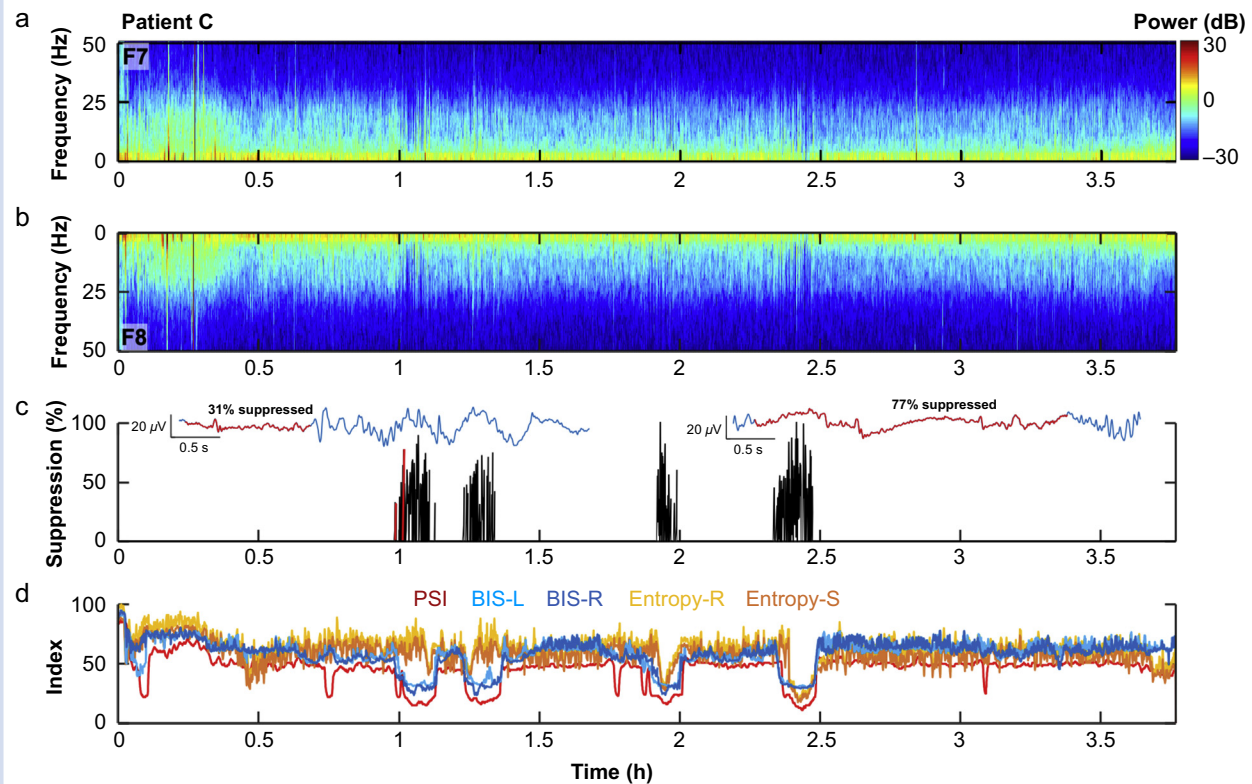 a
Patient C
Power (dB)
F7
Frequency (Hz)
50
25
0
30
0
–30
0 0.5 1 1.5 2 2.5 3 3.5
b
F8
Frequency (Hz)
0
25
50
0 0.5 1 1.5 2 2.5 3 3.5
c
Suppression (%)
100
50
0
31% suppressed
20 μV
0.5 s
77% suppressed
20 μV
0.5 s
0 0.5 1 1.5 2 2.5 3 3.5
d
PSI BIS-L BIS-R Entropy-R Entropy-S
Index
100
50
0
0 0.5 1 1.5 2 2.5 3 3.5
Time (h)